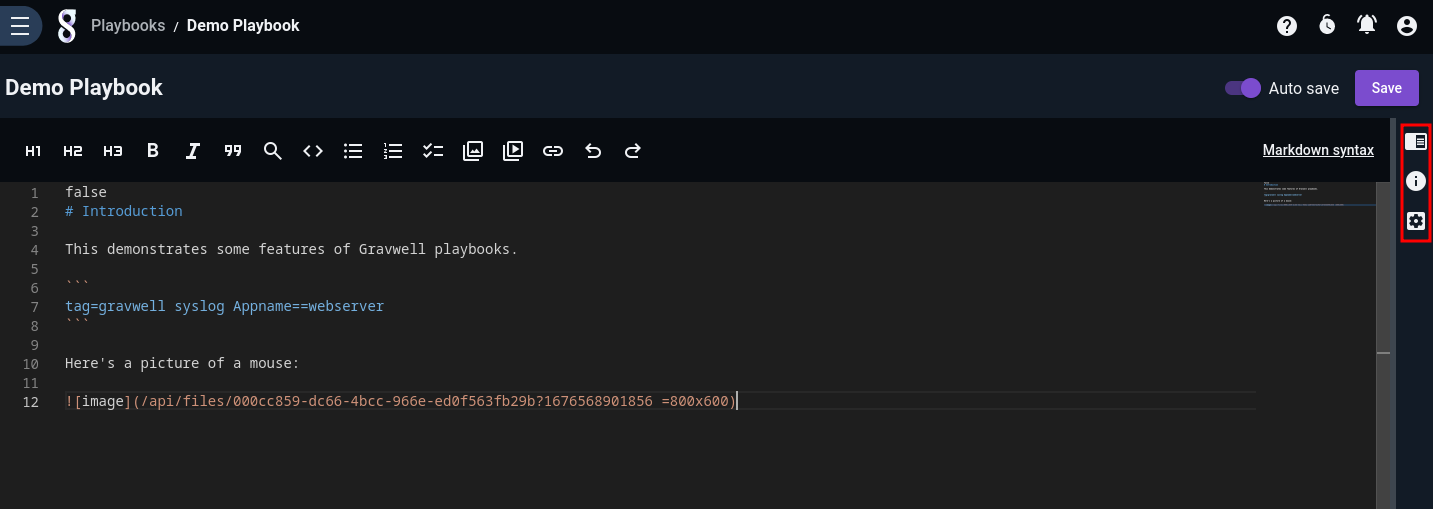 Playbooks / Demo Playbook
Demo Playbook
Auto save
Save
H1 H2 H3 B I
Markdown syntax
1 false
2 # Introduction
3
4 This demonstrates some features of Gravwell playbooks.
5
6 ```
7 tag=gravwell syslog Appname==webserver
8 ```
9
10 Here's a picture of a mouse:
11
12 ![image](/api/files/000cc859-dc66-4bcc-966e-ed0f563fb29b?1676568901856 =800x600)